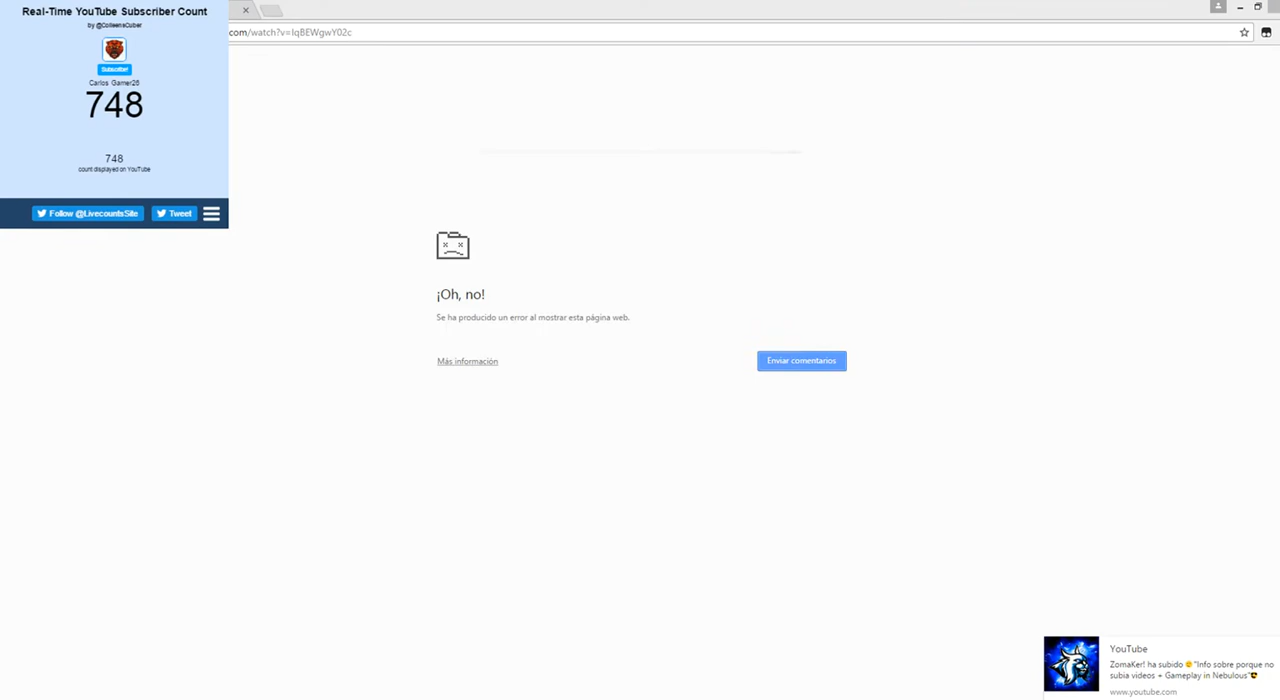 Real-Time YouTube Subscriber Count
by @ColleensCuber
Subscribe!
Carlos Gamer26
748
748
count displayed on YouTube
Follow @LivecountsSite
Tweet
com/watch?v=IqBEWgwY02c
¡Oh, no!
Se ha producido un error al mostrar esta página web.
Más información
Enviar comentarios
YouTube
ZomaKer! ha subido "Info sobre porque no
subia videos + Gameplay in Nebulous"
www.youtube.com